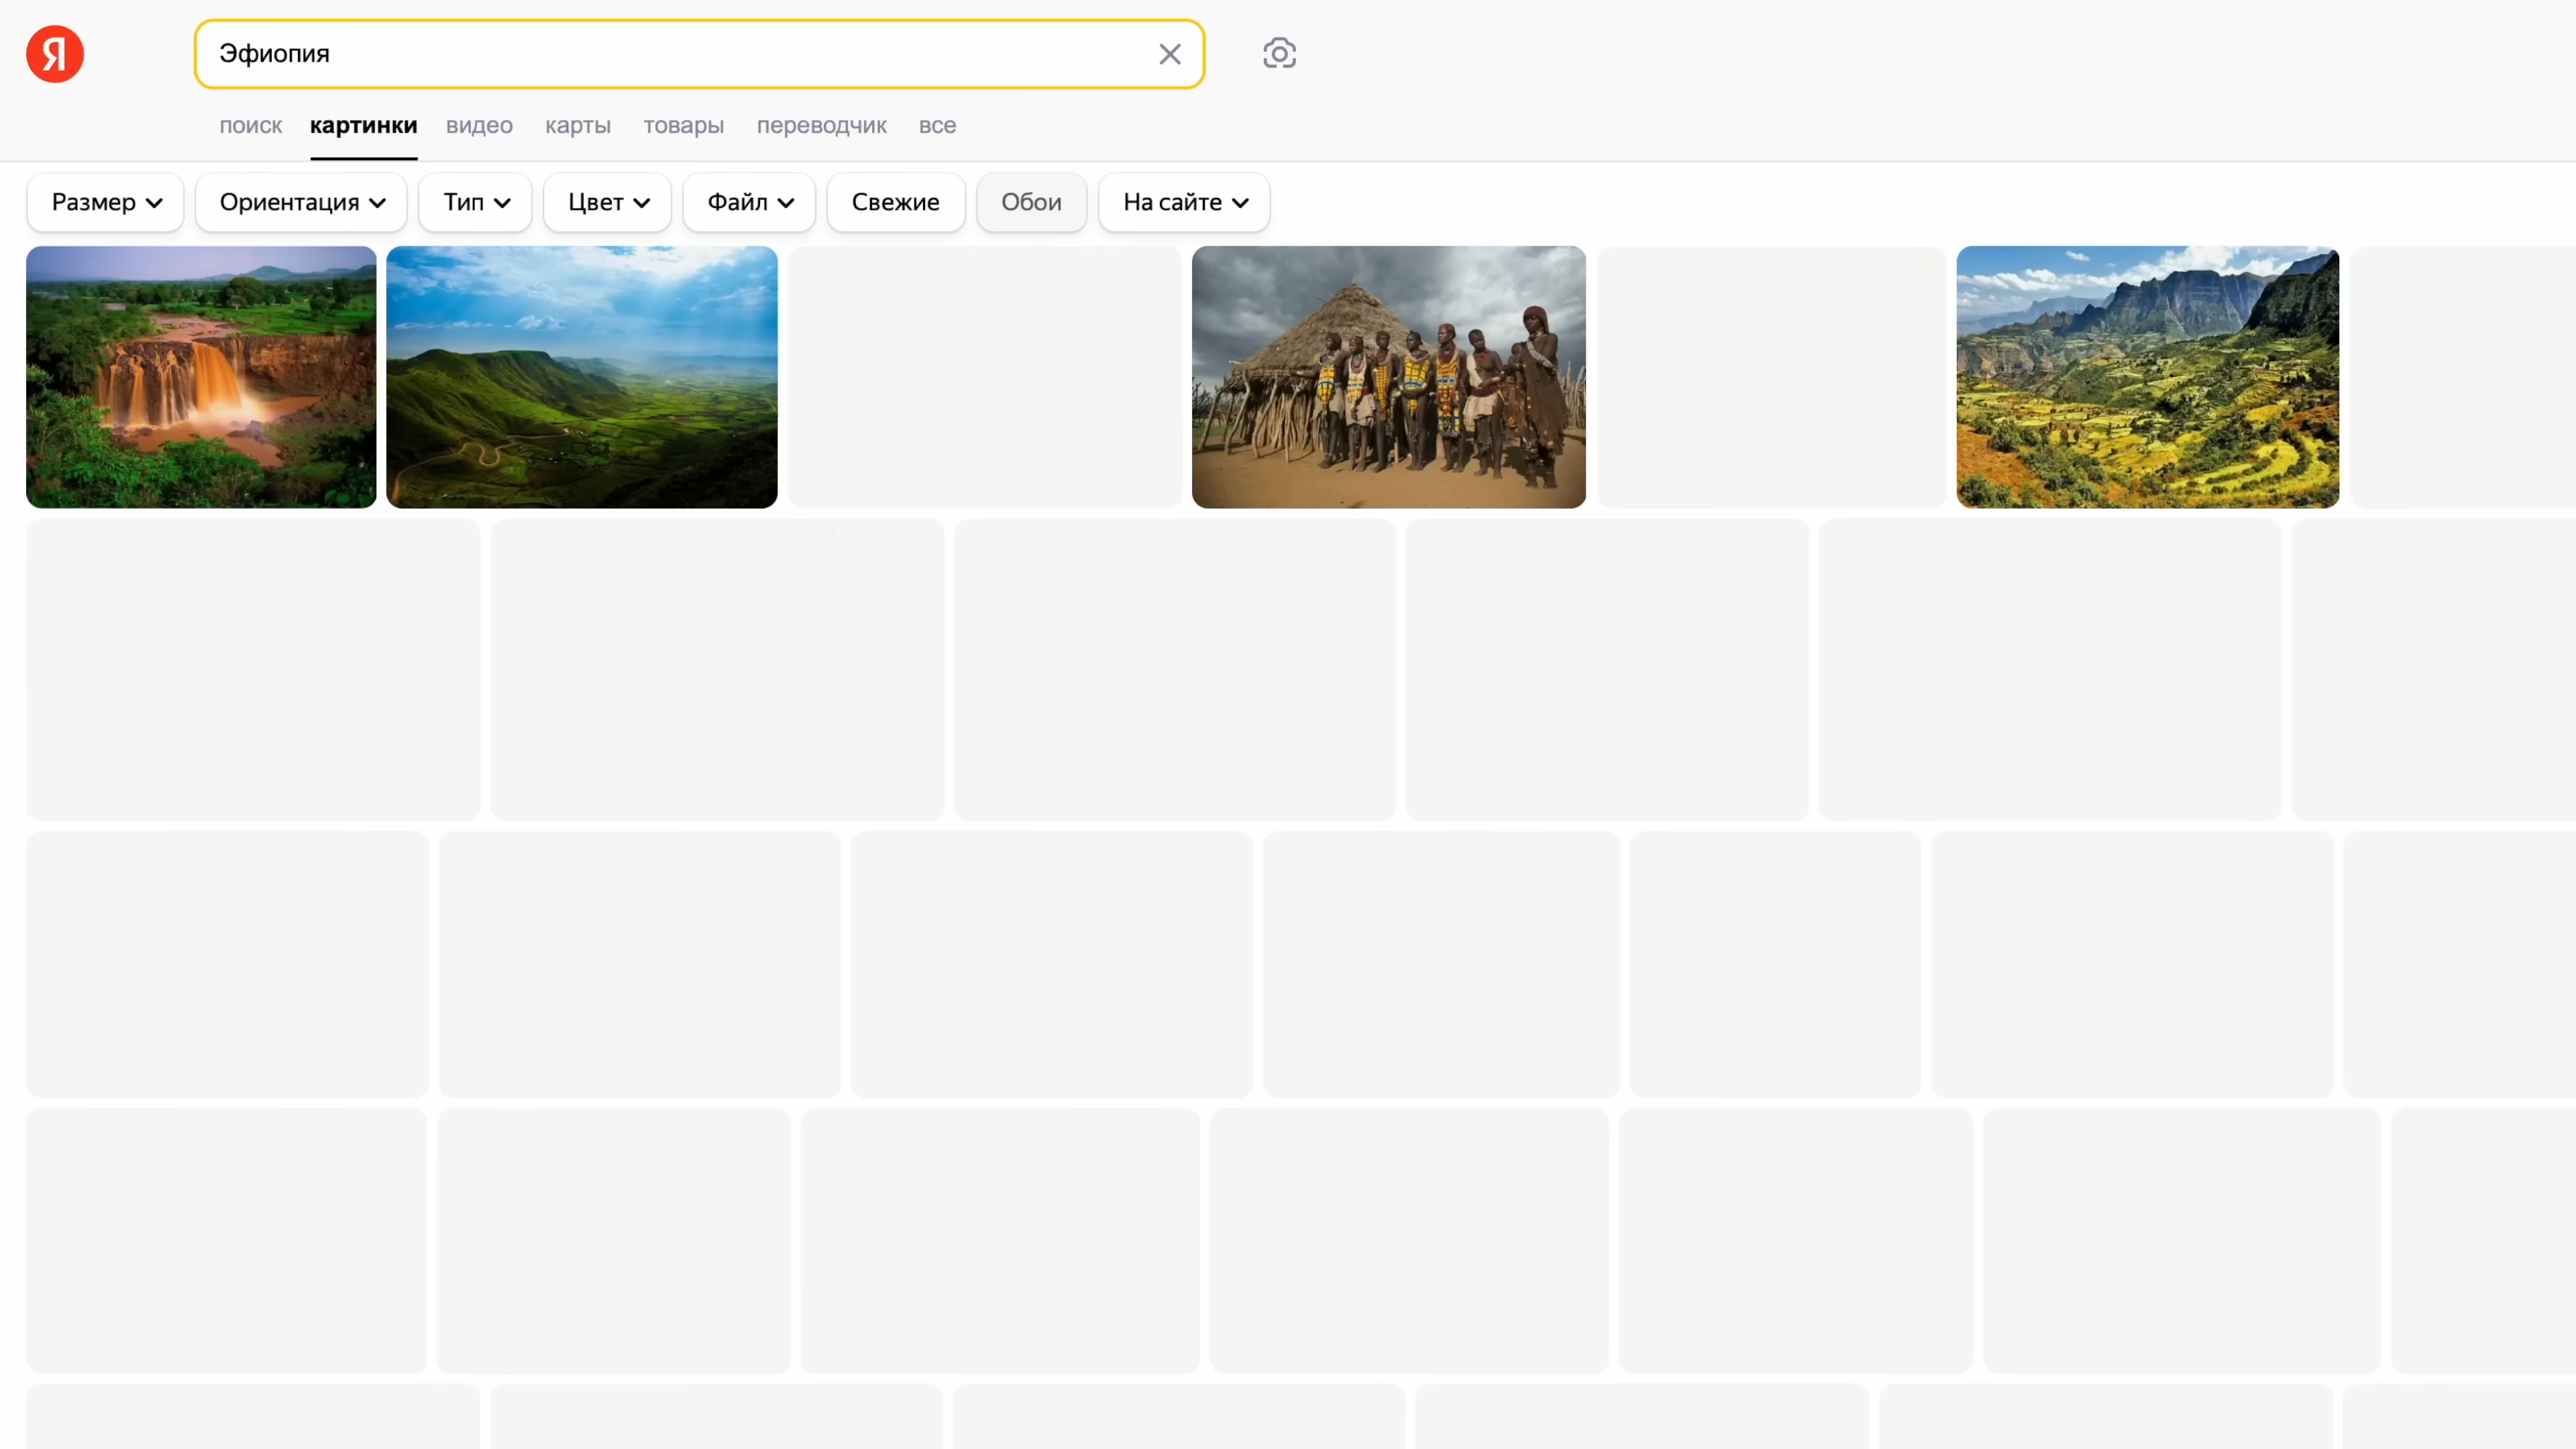 Я
Эфиопия
поиск картинки видео карты товары переводчик все
Размер Ориентация Тип Цвет Файл Свежие Обои На сайте